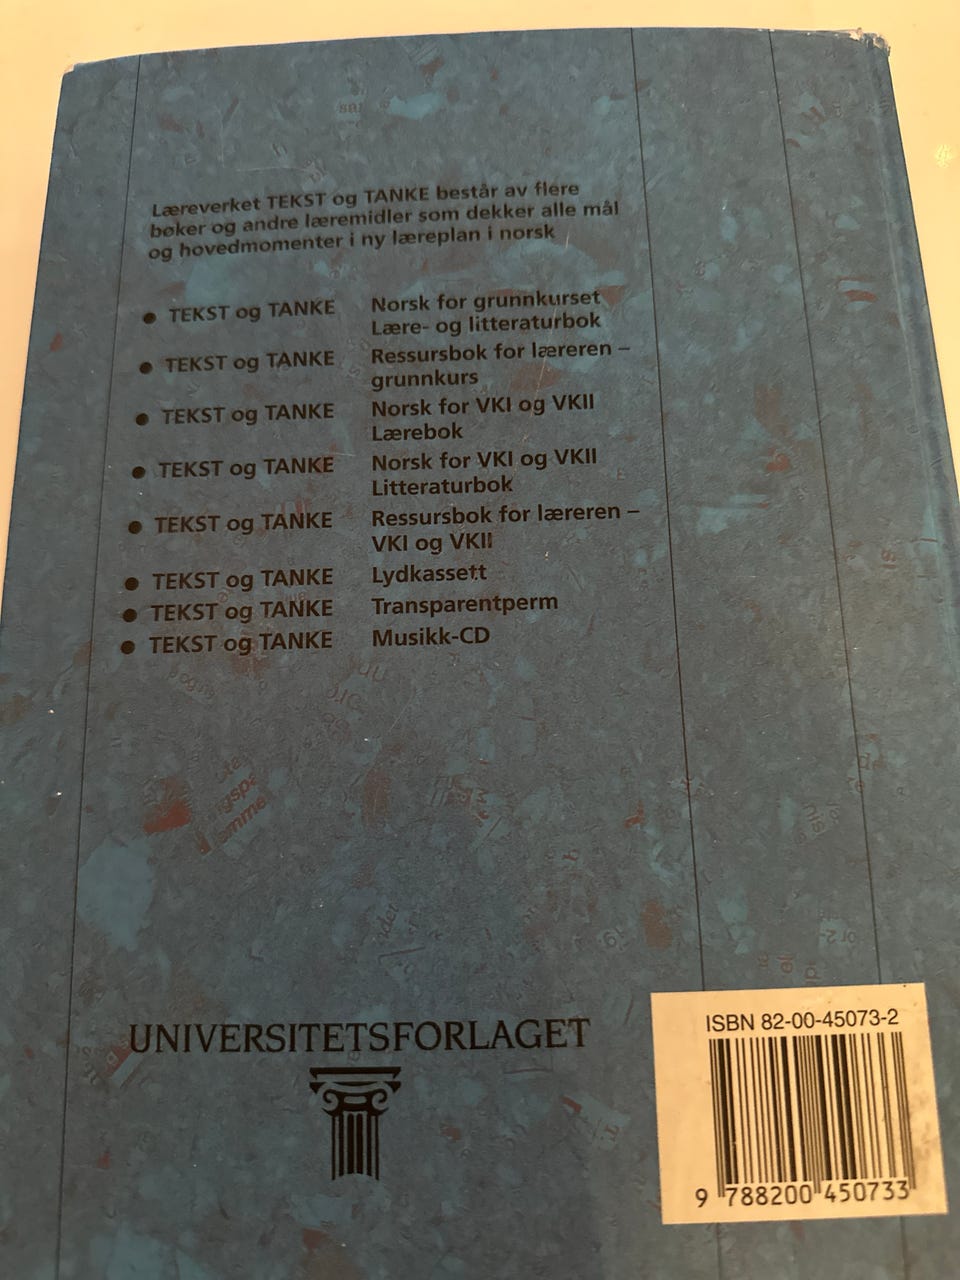 Læreverket TEKST og TANKE består av flere
bøker og andre læremidler som dekker alle mål
og hovedmomenter i ny læreplan i norsk
● TEKST og TANKE Norsk for grunnkurset
Lære- og litteraturbok
● TEKST og TANKE Ressursbok for læreren –
grunnkurs
● TEKST og TANKE Norsk for VKI og VKII
Lærebok
● TEKST og TANKE Norsk for VKI og VKII
Litteraturbok
● TEKST og TANKE Ressursbok for læreren –
VKI og VKII
● TEKST og TANKE Lydkassett
● TEKST og TANKE Transparentperm
● TEKST og TANKE Musikk-CD
UNIVERSITETSFORLAGET
ISBN 82-00-45073-2
9 788200 450733